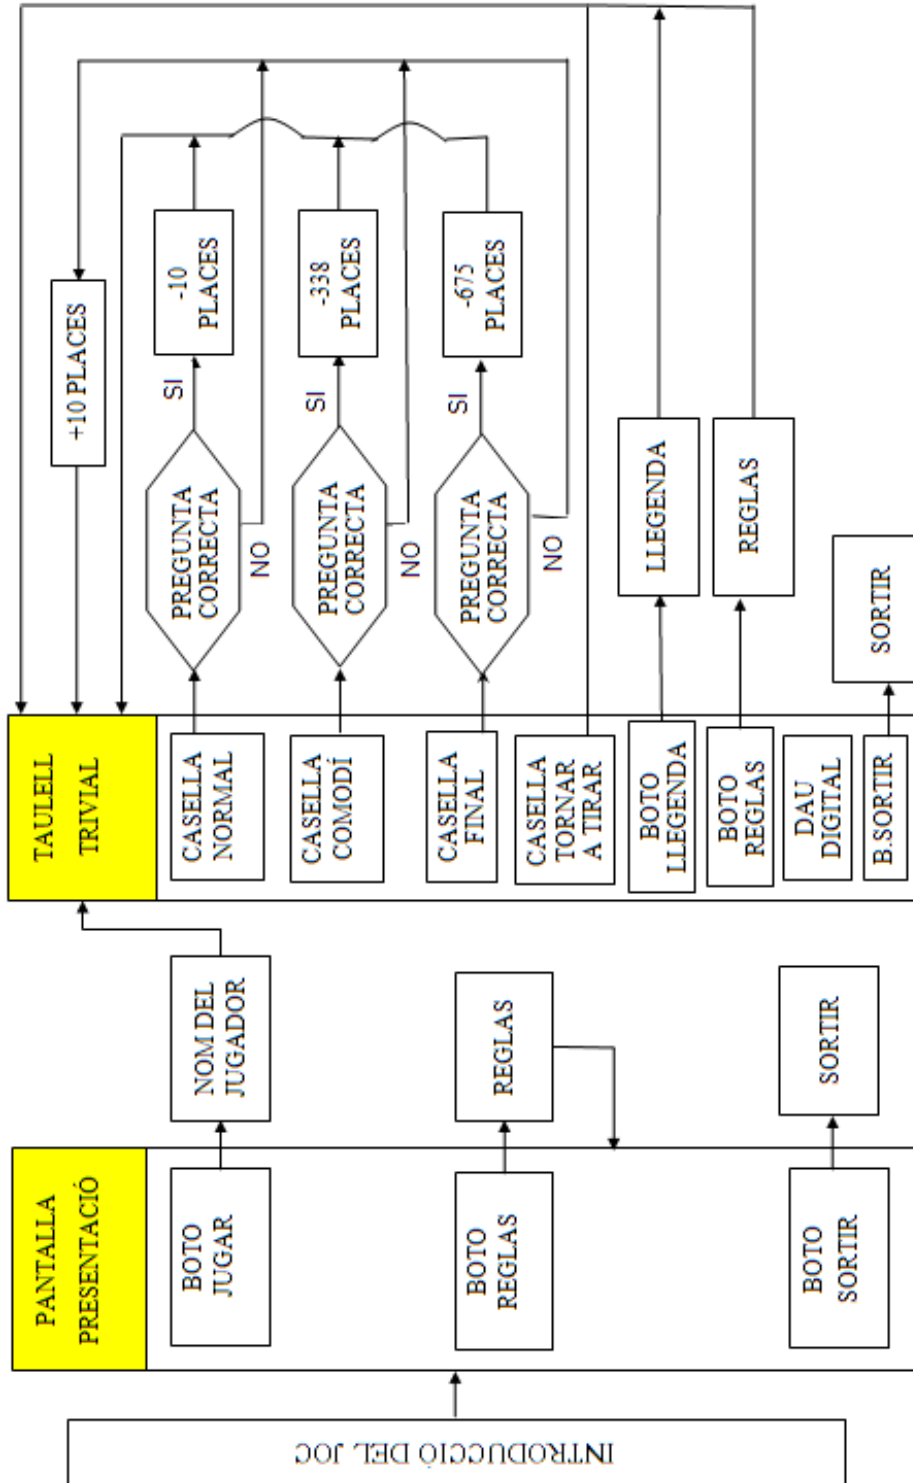 INTRODUCCIÓ DEL JOC
PANTALLA
PRESENTACIÓ
BOTO
JUGAR
BOTO
REGLAS
BOTO
SORTIR
NOM DEL
JUGADOR
REGLAS
SORTIR
TAULELL
TRIVIAL
CASELLA
NORMAL
CASELLA
COMODÍ
CASELLA
FINAL
CASELLA
TORNAR
A TIRAR
BOTO
LLEGENDA
BOTO
REGLAS
DAU
DIGITAL
B.SORTIR
PREGUNTA
CORRECTA
SI
NO
PREGUNTA
CORRECTA
SI
NO
PREGUNTA
CORRECTA
SI
NO
+10 PLACES
-10
PLACES
-338
PLACES
-675
PLACES
LLEGENDA
REGLAS
SORTIR